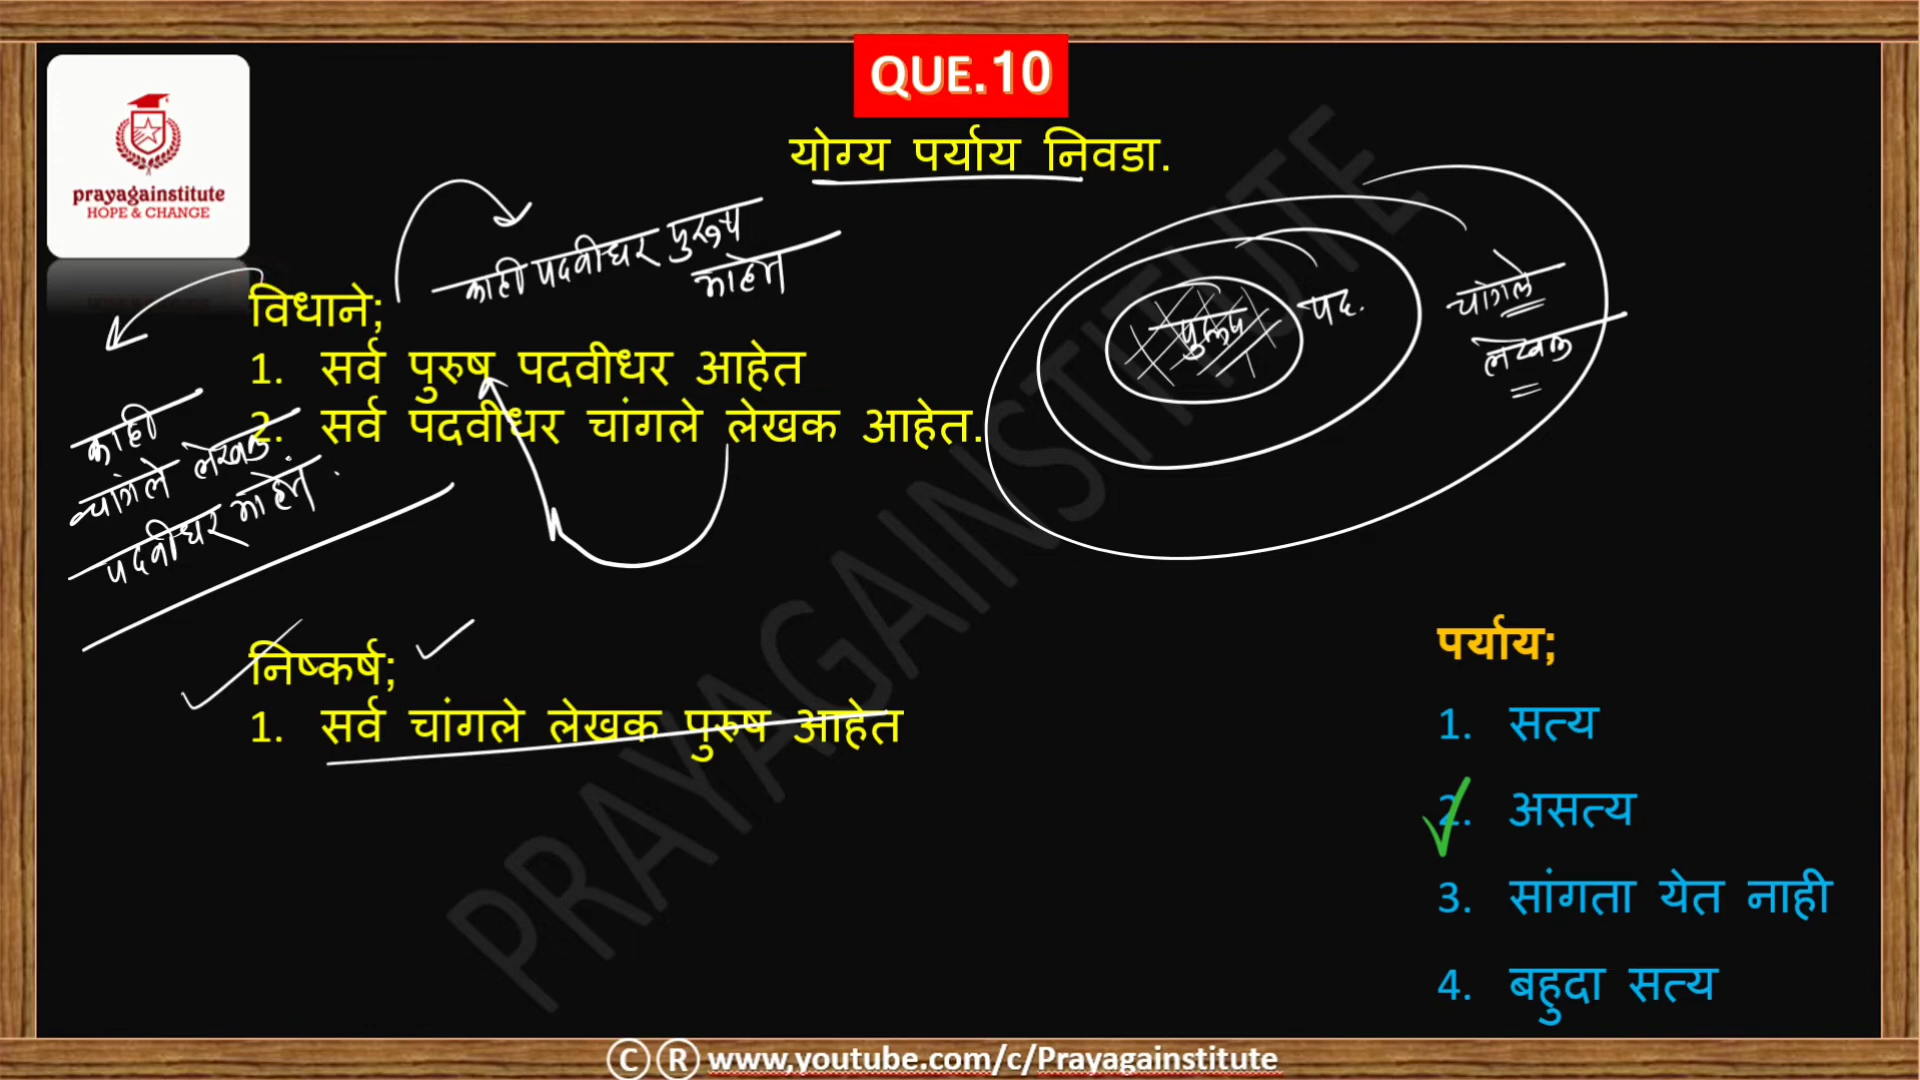 QUE.10
योग्य पर्याय निवडा.
prayagainstitute
HOPE & CHANGE
काही पदवीधर पुरुष
आहेत
विधाने;
1. सर्व पुरुष पदवीधर आहेत
2. सर्व पदवीधर चांगले लेखक आहेत.
काही
चांगले लेखक
पदवीधर आहेत
पुरुष
पद.
चांगले
लेखक
निष्कर्ष;
1. सर्व चांगले लेखक पुरुष आहेत
पर्याय;
1. सत्य
2. असत्य
3. सांगता येत नाही
4. बहुदा सत्य
PRAYAGAINSTITUTE
©®www.youtube.com/c/Prayagainstitute